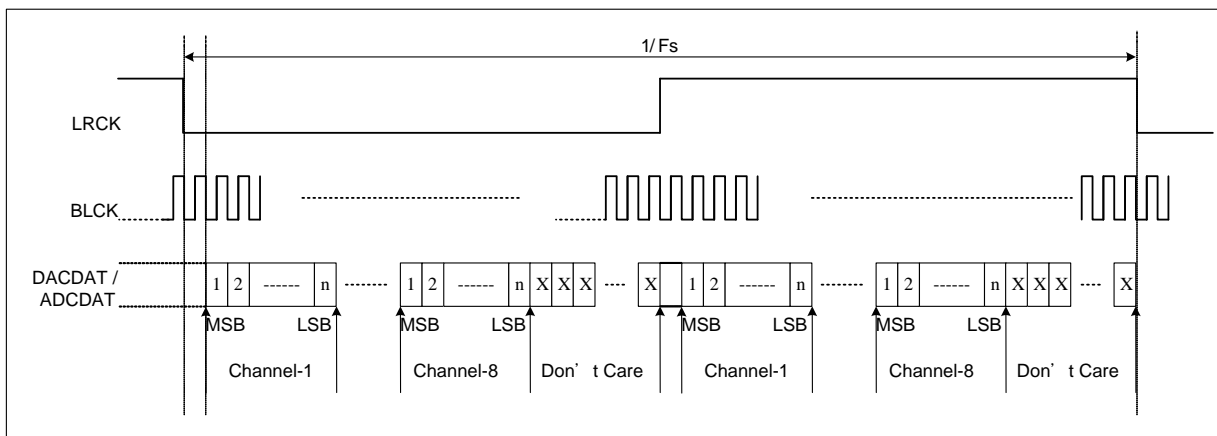 1/ Fs
LRCK
BLCK
DACDAT /
ADCDAT
1 2 ------ n ------ 1 2 ------ n X X X ---- X 1 2 ------ n ------ 1 2 ------ n X X X ---- X
MSB LSB MSB LSB MSB LSB MSB LSB
Channel-1 Channel-8 Don’ t Care Channel-1 Channel-8 Don’ t Care